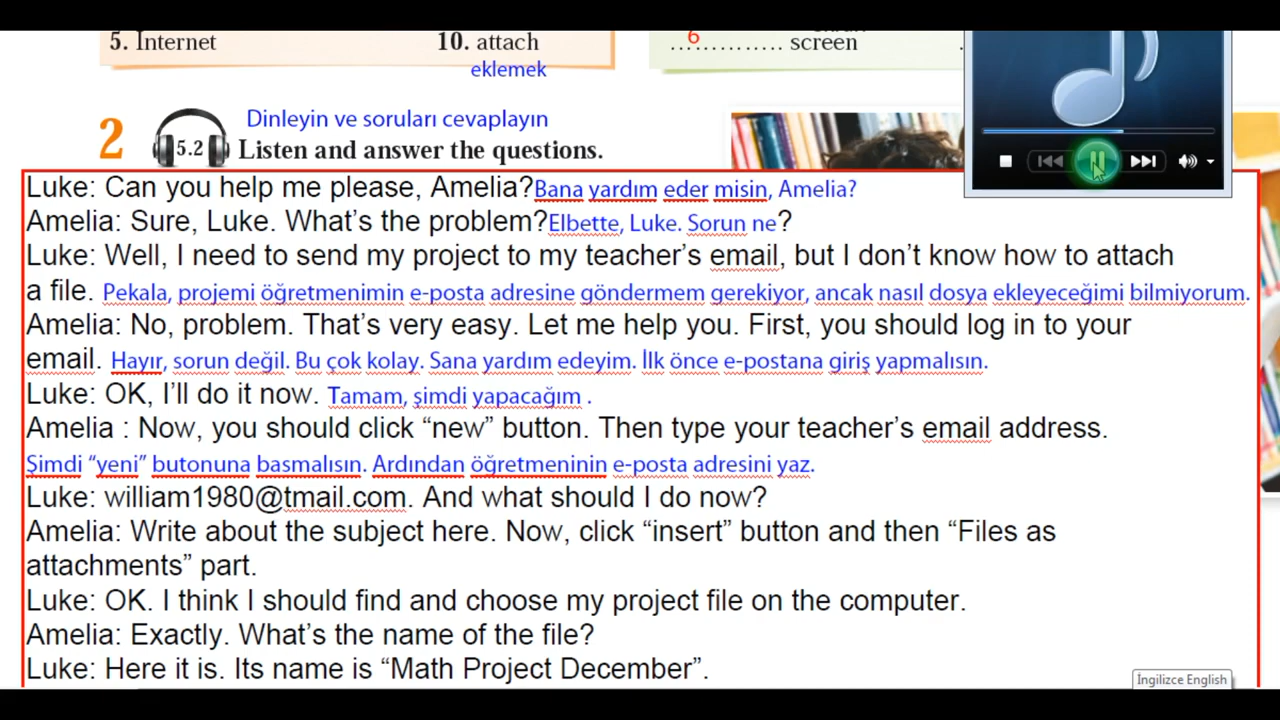 5. Internet
10. attach
eklemek
6
.............. screen
2
5.2
Dinleyin ve soruları cevaplayın
Listen and answer the questions.
Luke: Can you help me please, Amelia?Bana yardım eder misin, Amelia?
Amelia: Sure, Luke. What's the problem?Elbette, Luke. Sorun ne?
Luke: Well, I need to send my project to my teacher's email, but I don't know how to attach
a file. Pekala, projemi öğretmenimin e-posta adresine göndermem gerekiyor, ancak nasıl dosya ekleyeceğimi bilmiyorum.
Amelia: No, problem. That's very easy. Let me help you. First, you should log in to your
email. Hayır, sorun değil. Bu çok kolay. Sana yardım edeyim. İlk önce e-postana giriş yapmalısın.
Luke: OK, I'll do it now. Tamam, şimdi yapacağım .
Amelia : Now, you should click “new” button. Then type your teacher's email address.
Şimdi “yeni” butonuna basmalısın. Ardından öğretmeninin e-posta adresini yaz.
Luke: william1980@tmail.com. And what should I do now?
Amelia: Write about the subject here. Now, click “insert” button and then “Files as
attachments” part.
Luke: OK. I think I should find and choose my project file on the computer.
Amelia: Exactly. What's the name of the file?
Luke: Here it is. Its name is “Math Project December”.
İngilizce English